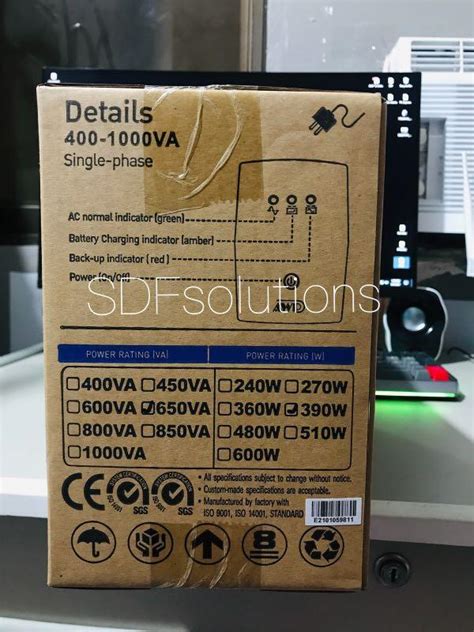 Details
400-1000VA
Single-phase
AC normal indicator (green)
Battery Charging indicator (amber)
Back-up indicator ( red )
Power (On/off)
SDFsolutions
POWER RATING (VA) POWER RATING (W)
400VA 450VA 240W 270W
600VA 650VA 360W 390W
800VA 850VA 480W 510W
1000VA 600W
• All specifications subject to change without notice.
• Custom-made specifications are acceptable.
• Manufactured by factory with
ISO 9001, ISO 14001, STANDARD
E2101059811
CE SGS SGS
8